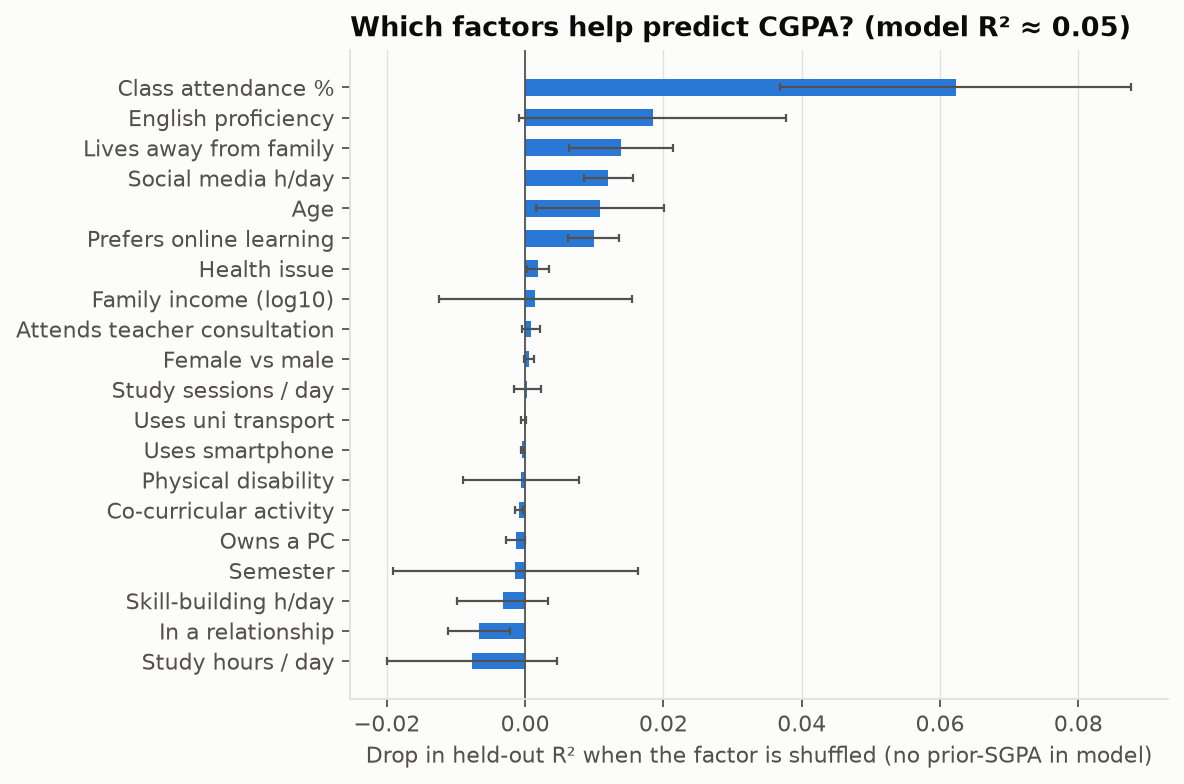 Which factors help predict CGPA? (model R² ≈ 0.05)
Class attendance %
English proficiency
Lives away from family
Social media h/day
Age
Prefers online learning
Health issue
Family income (log10)
Attends teacher consultation
Female vs male
Study sessions / day
Uses uni transport
Uses smartphone
Physical disability
Co-curricular activity
Owns a PC
Semester
Skill-building h/day
In a relationship
Study hours / day
−0.02 0.00 0.02 0.04 0.06 0.08
Drop in held-out R² when the factor is shuffled (no prior-SGPA in model)